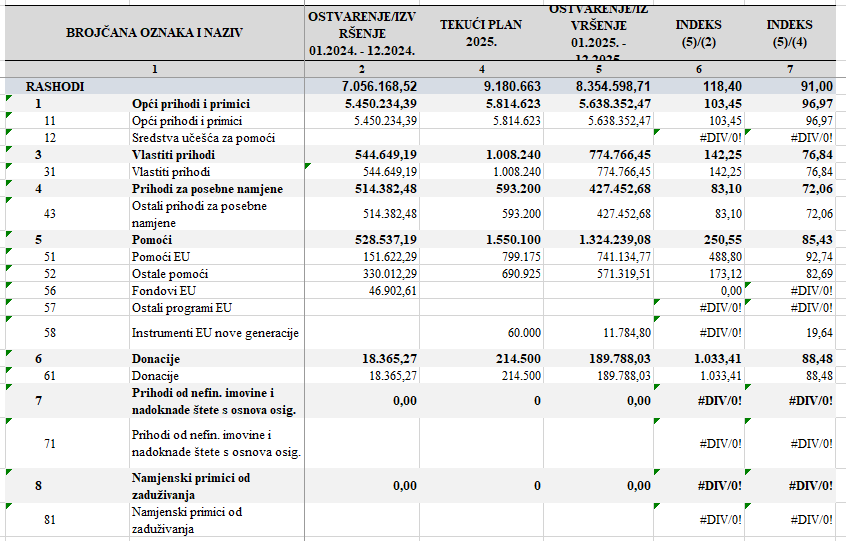 BROJČANA OZNAKA I NAZIV OSTVARENJE/IZVRŠENJE 01.2024. - 12.2024. TEKUĆI PLAN 2025. OSTVARENJE/IZVRŠENJE 01.2025. - 12.2025. INDEKS (5)/(2) INDEKS (5)/(4)
1 2 4 5 6 7
RASHODI 7.056.168,52 9.180.663 8.354.598,71 118,40 91,00
1 Opći prihodi i primici 5.450.234,39 5.814.623 5.638.352,47 103,45 96,97
11 Opći prihodi i primici 5.450.234,39 5.814.623 5.638.352,47 103,45 96,97
12 Sredstva učešća za pomoći #DIV/0! #DIV/0!
3 Vlastiti prihodi 544.649,19 1.008.240 774.766,45 142,25 76,84
31 Vlastiti prihodi 544.649,19 1.008.240 774.766,45 142,25 76,84
4 Prihodi za posebne namjene 514.382,48 593.200 427.452,68 83,10 72,06
43 Ostali prihodi za posebne namjene 514.382,48 593.200 427.452,68 83,10 72,06
5 Pomoći 528.537,19 1.550.100 1.324.239,08 250,55 85,43
51 Pomoći EU 151.622,29 799.175 741.134,77 488,80 92,74
52 Ostale pomoći 330.012,29 690.925 571.319,51 173,12 82,69
56 Fondovi EU 46.902,61 0,00 #DIV/0!
57 Ostali programi EU #DIV/0! #DIV/0!
58 Instrumenti EU nove generacije 60.000 11.784,80 #DIV/0! 19,64
6 Donacije 18.365,27 214.500 189.788,03 1.033,41 88,48
61 Donacije 18.365,27 214.500 189.788,03 1.033,41 88,48
7 Prihodi od nefin. imovine i nadoknade štete s osnova osig. 0,00 0 0,00 #DIV/0! #DIV/0!
71 Prihodi od nefin. imovine i nadoknade štete s osnova osig. #DIV/0! #DIV/0!
8 Namjenski primici od zaduživanja 0,00 0 0,00 #DIV/0! #DIV/0!
81 Namjenski primici od zaduživanja #DIV/0! #DIV/0!